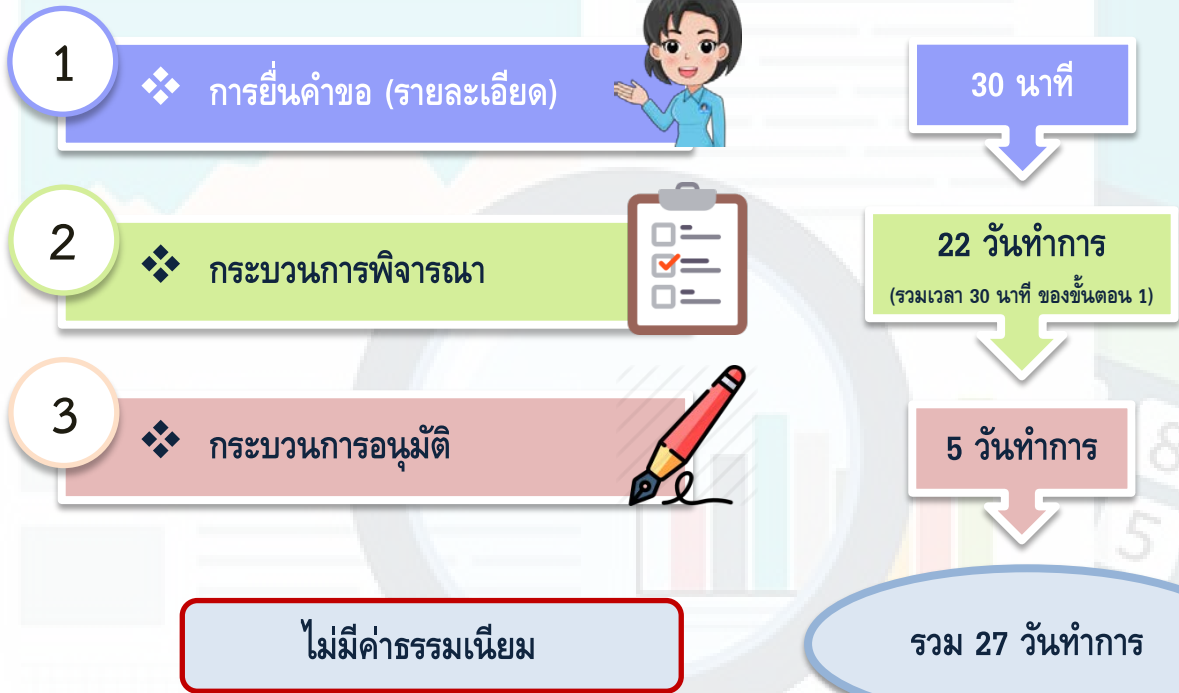 1
❖ การยื่นคำขอ (รายละเอียด)
30 นาที
2
❖ กระบวนการพิจารณา
22 วันทำการ
(รวมเวลา 30 นาที ของขั้นตอน 1)
3
❖ กระบวนการอนุมัติ
5 วันทำการ
8
5
ไม่มีค่าธรรมเนียม
รวม 27 วันทำการ